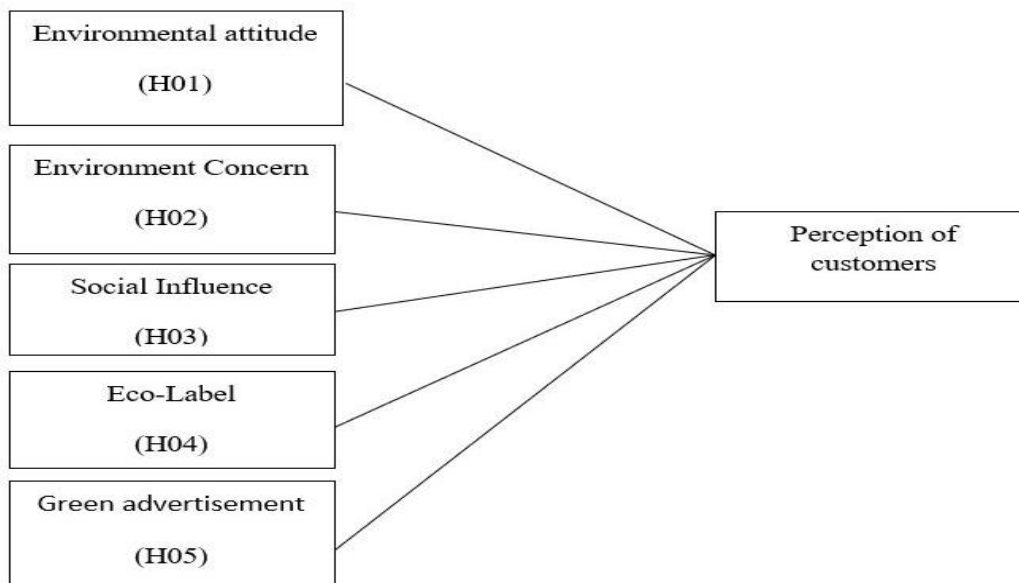 Environmental attitude
(H01)
Environment Concern
(H02)
Social Influence
(H03)
Eco-Label
(H04)
Green advertisement
(H05)
Perception of
customers